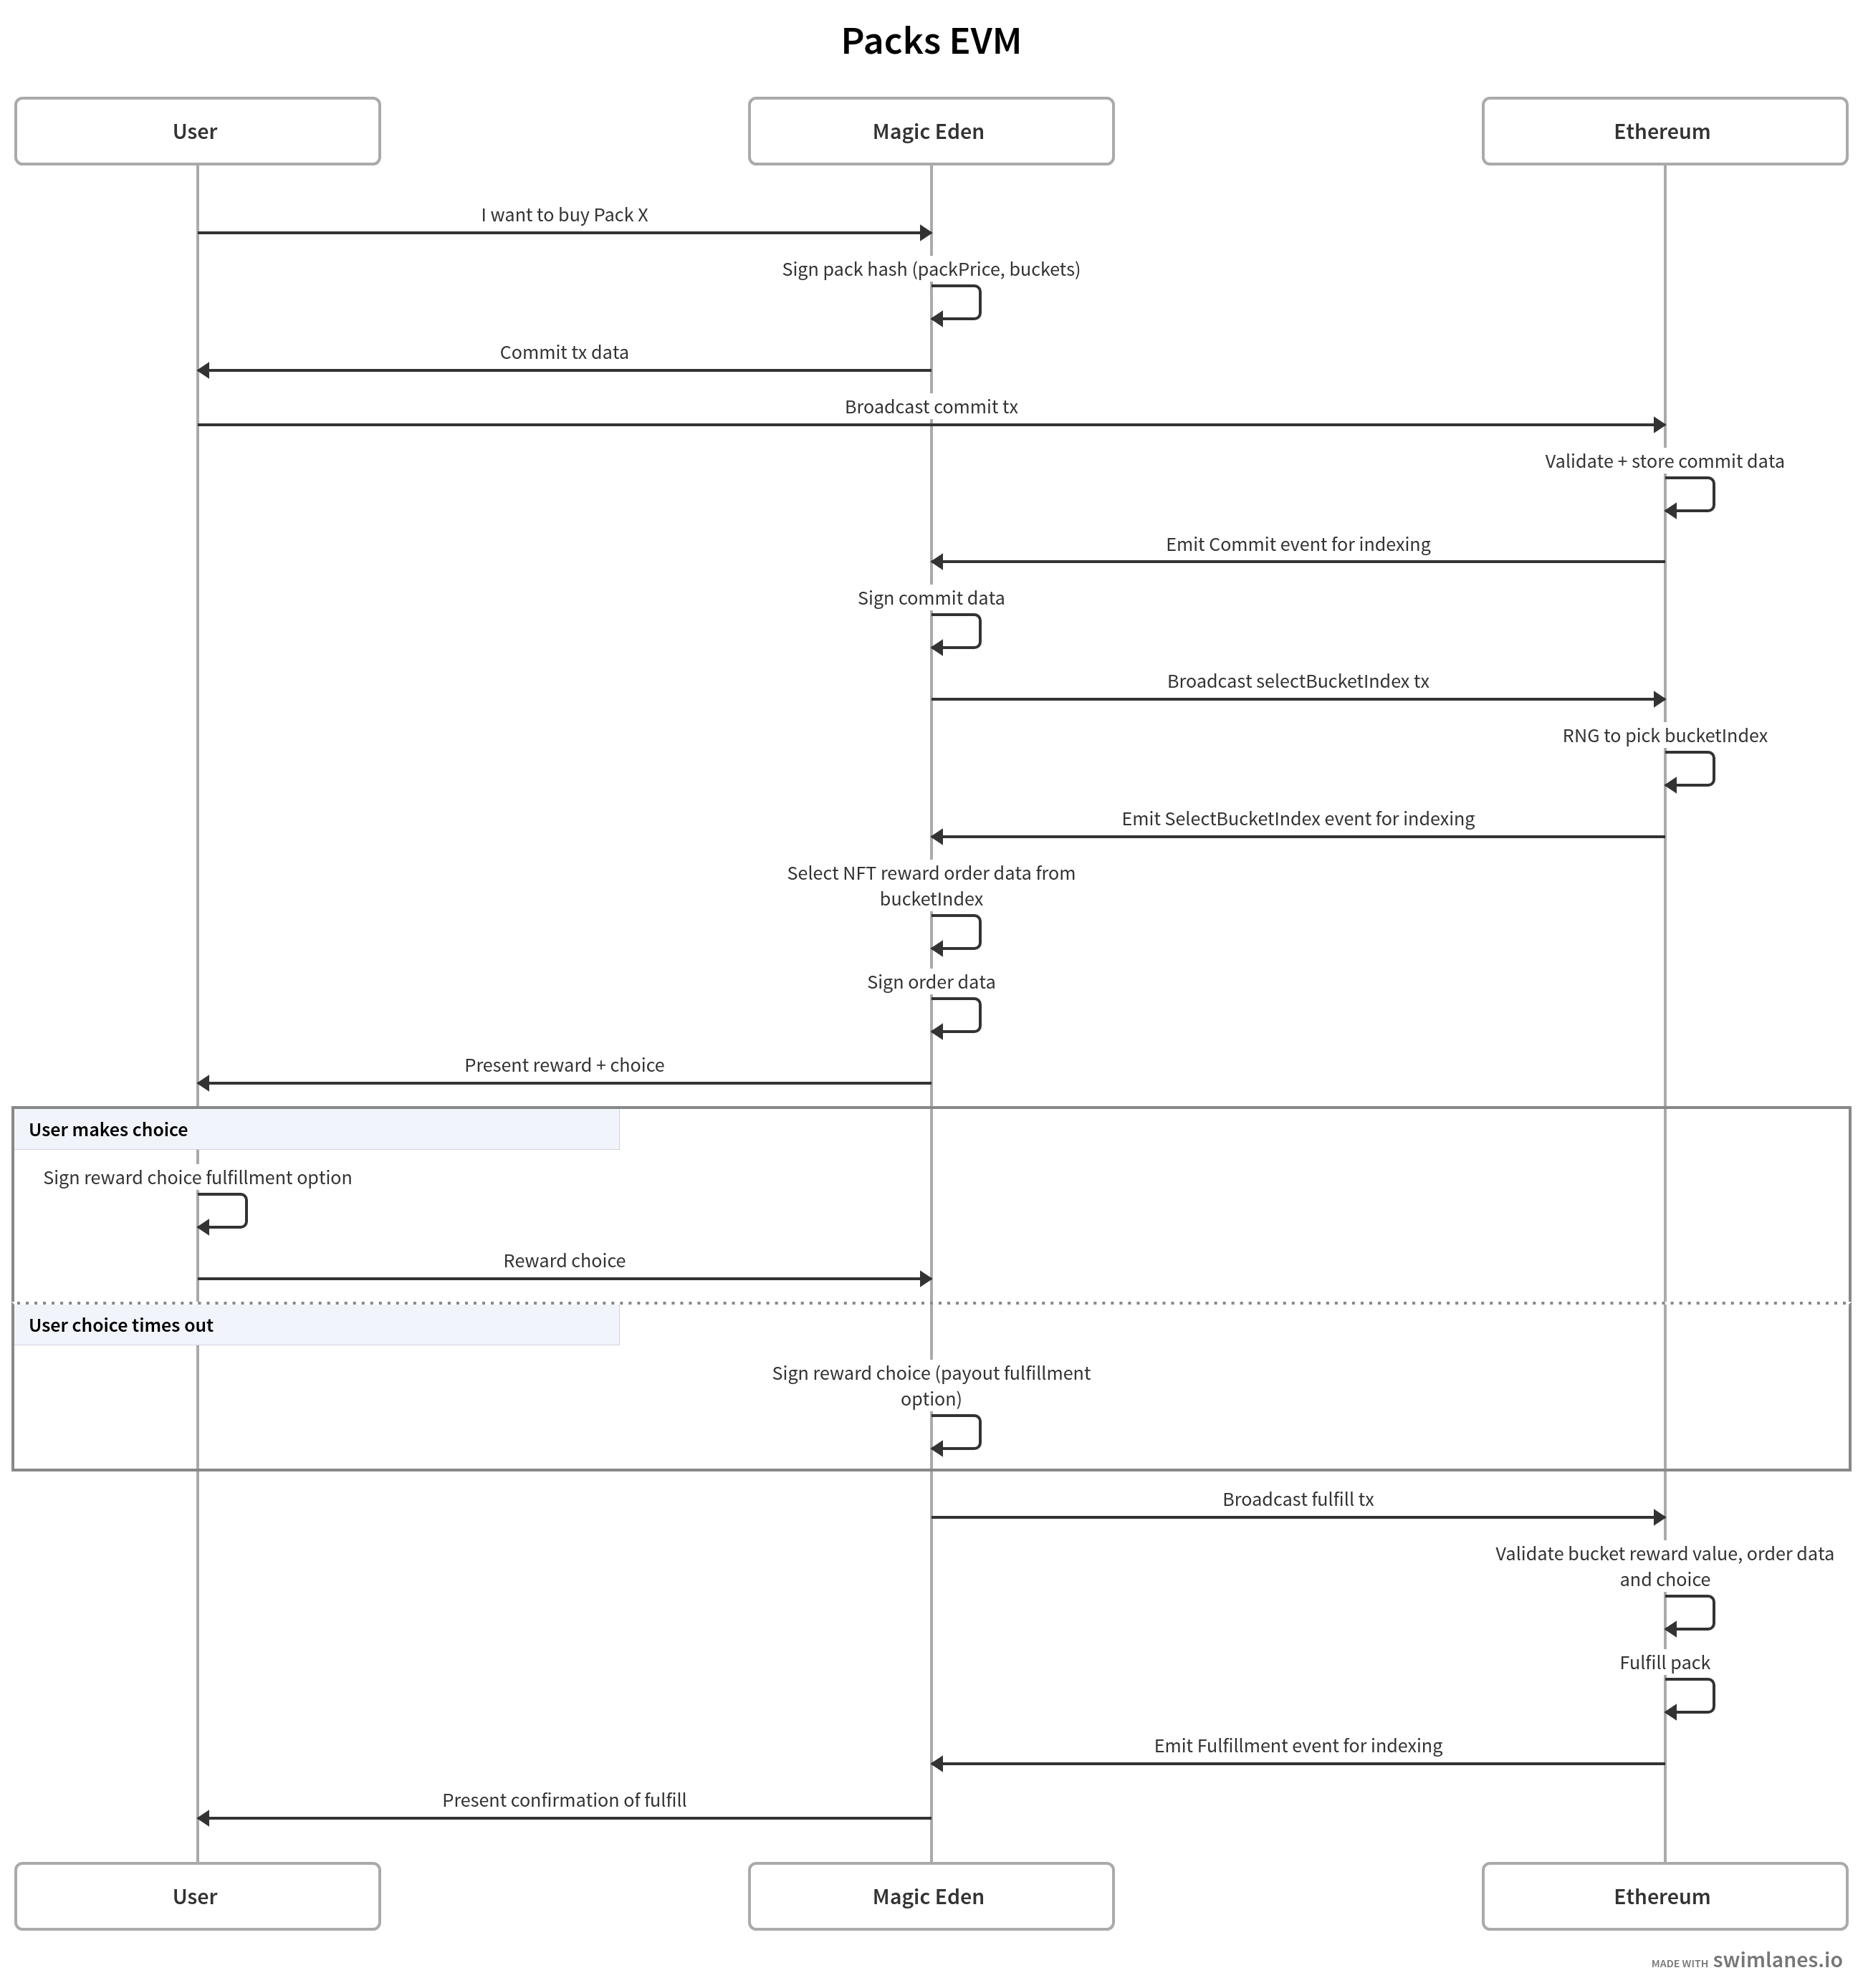 Packs EVM
User
Magic Eden
Ethereum
I want to buy Pack X
Sign pack hash (packPrice, buckets)
Commit tx data
Broadcast commit tx
Validate + store commit data
Emit Commit event for indexing
Sign commit data
Broadcast selectBucketIndex tx
RNG to pick bucketIndex
Emit SelectBucketIndex event for indexing
Select NFT reward order data from
bucketIndex
Sign order data
Present reward + choice
User makes choice
Sign reward choice fulfillment option
Reward choice
User choice times out
Sign reward choice (payout fulfillment
option)
Broadcast fulfill tx
Validate bucket reward value, order data
and choice
Fulfill pack
Emit Fulfillment event for indexing
Present confirmation of fulfill
User
Magic Eden
Ethereum
MADE WITH swimlanes.io